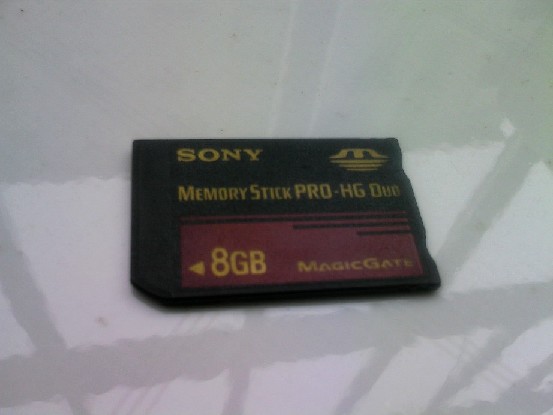 SONY
MEMORY STICK PRO-HG DUO
8GB MAGICGATE